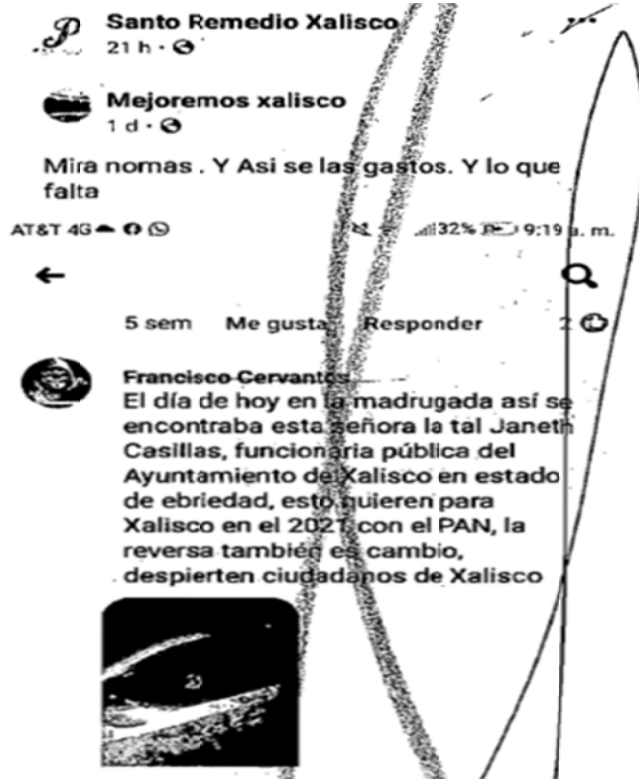 Santo Remedio Xalisco
21 h
Mejoremos xalisco
1 d
Mira nomas . Y Asi se las gastos. Y lo que
falta
AT&T 4G 32% 9:19 a. m.
5 sem Me gusta Responder 2
Francisco Cervantes
El día de hoy en la madrugada así se
encontraba esta señora la tal Janeth
Casillas, funcionaria pública del
Ayuntamiento de Xalisco en estado
de ebriedad, esto quieren para
Xalisco en el 2021 con el PAN, la
reversa también es cambio,
despierten ciudadanos de Xalisco